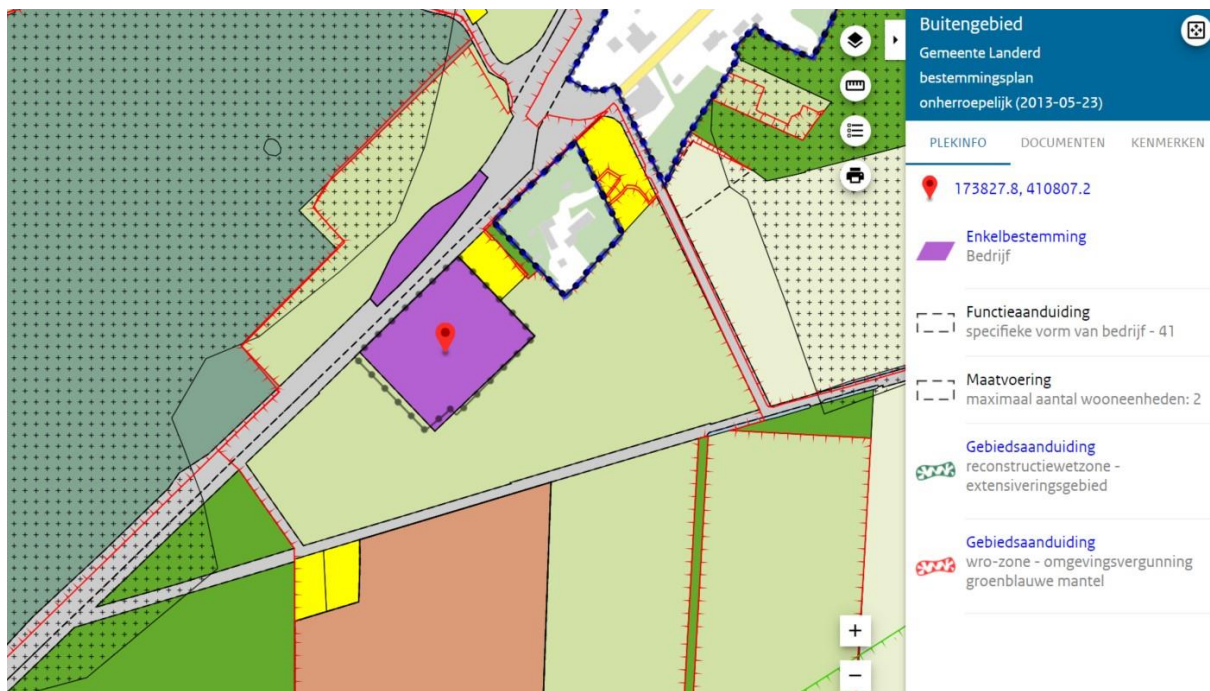 Buitengebied
Gemeente Landerd
bestemmingsplan
onherroepelijk (2013-05-23)
PLEKINFO DOCUMENTEN KENMERKEN
173827.8, 410807.2
Enkelbestemming
Bedrijf
Functieaanduiding
specifieke vorm van bedrijf - 41
Maatvoering
maximaal aantal wooneenheden: 2
Gebiedsaanduiding
reconstructiewetzone -
extensiveringsgebied
Gebiedsaanduiding
wro-zone - omgevingsvergunning
groenblauwe mantel
+
−